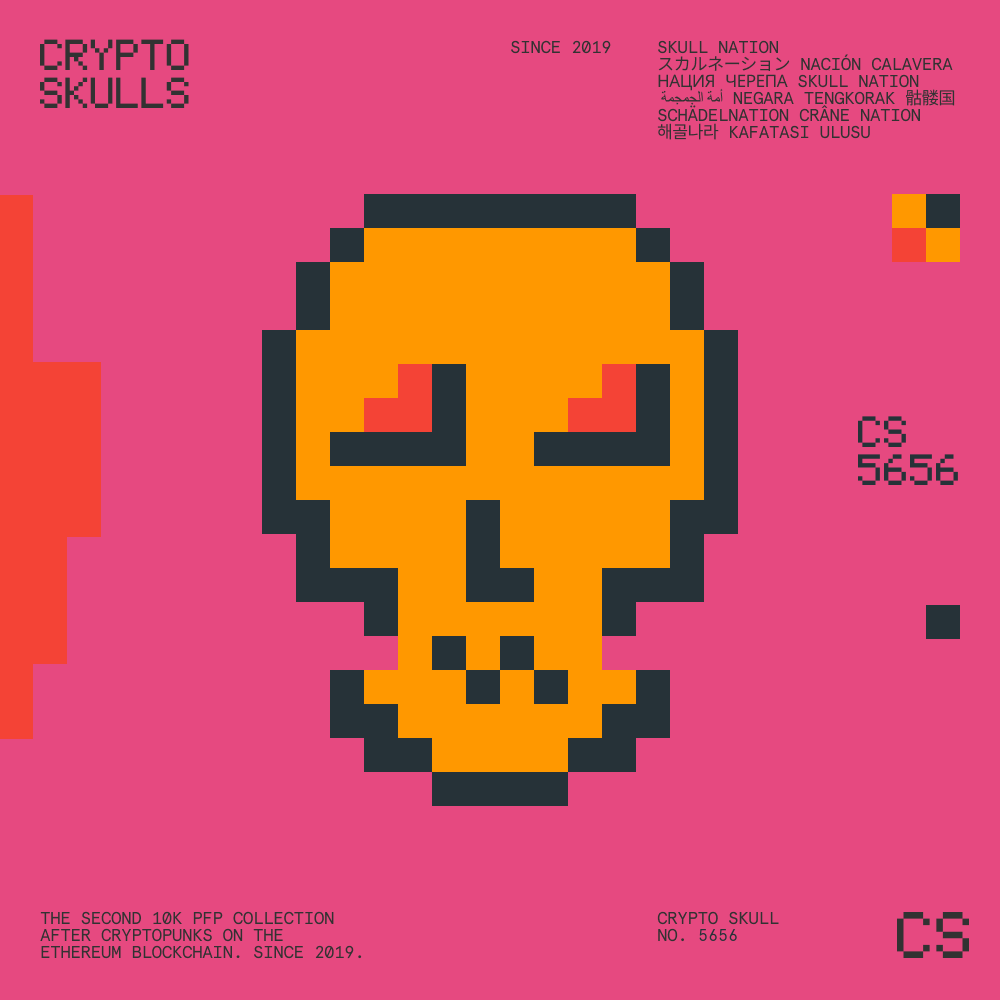 CRYPTO
SKULLS
SINCE 2019
SKULL NATION
スカルネーション NACIÓN CALAVERA
НАЦИЯ ЧЕРЕПА SKULL NATION
أمة الجمجمة NEGARA TENGKORAK 骷髅国
SCHÄDELNATION CRÂNE NATION
해골나라 KAFATASI ULUSU
CS
5656
THE SECOND 10K PFP COLLECTION
AFTER CRYPTOPUNKS ON THE
ETHEREUM BLOCKCHAIN. SINCE 2019.
CRYPTO SKULL
NO. 5656
CS